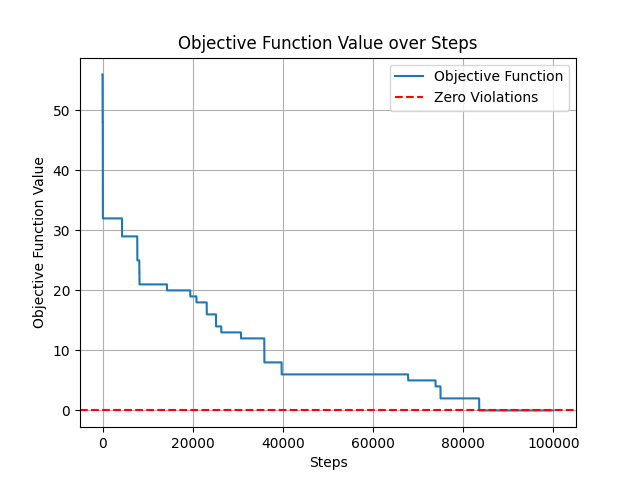 Objective Function Value over Steps
Objective Function
Zero Violations
Objective Function Value
50
40
30
20
10
0
0
20000
40000
60000
80000
100000
Steps